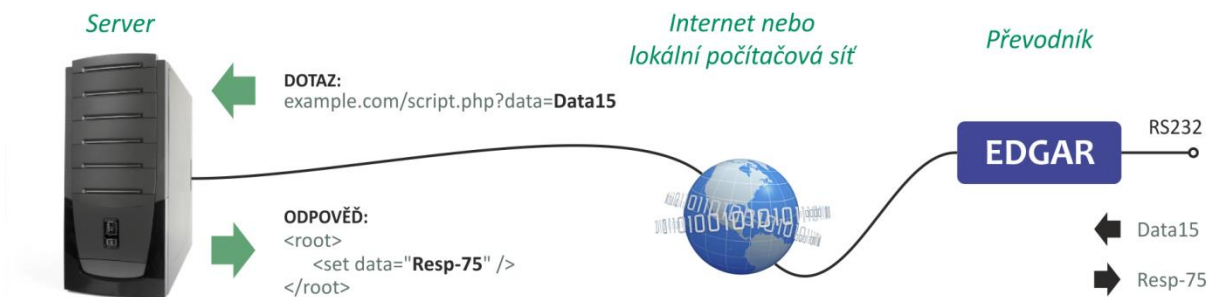 Server
DOTAZ:
example.com/script.php?data=Data15
ODPOVĚĎ:
<root>
<set data="Resp-75" />
</root>
Internet nebo
lokální počítačová síť
Převodník
EDGAR
RS232
Data15
Resp-75